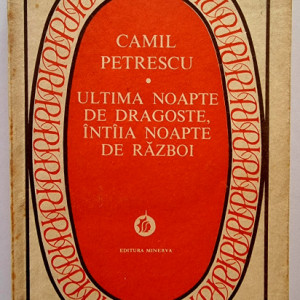 CAMIL
PETRESCU
ULTIMA NOAPTE
DE DRAGOSTE,
ÎNTÎIA NOAPTE
DE RĂZBOI
EDITURA MINERVA